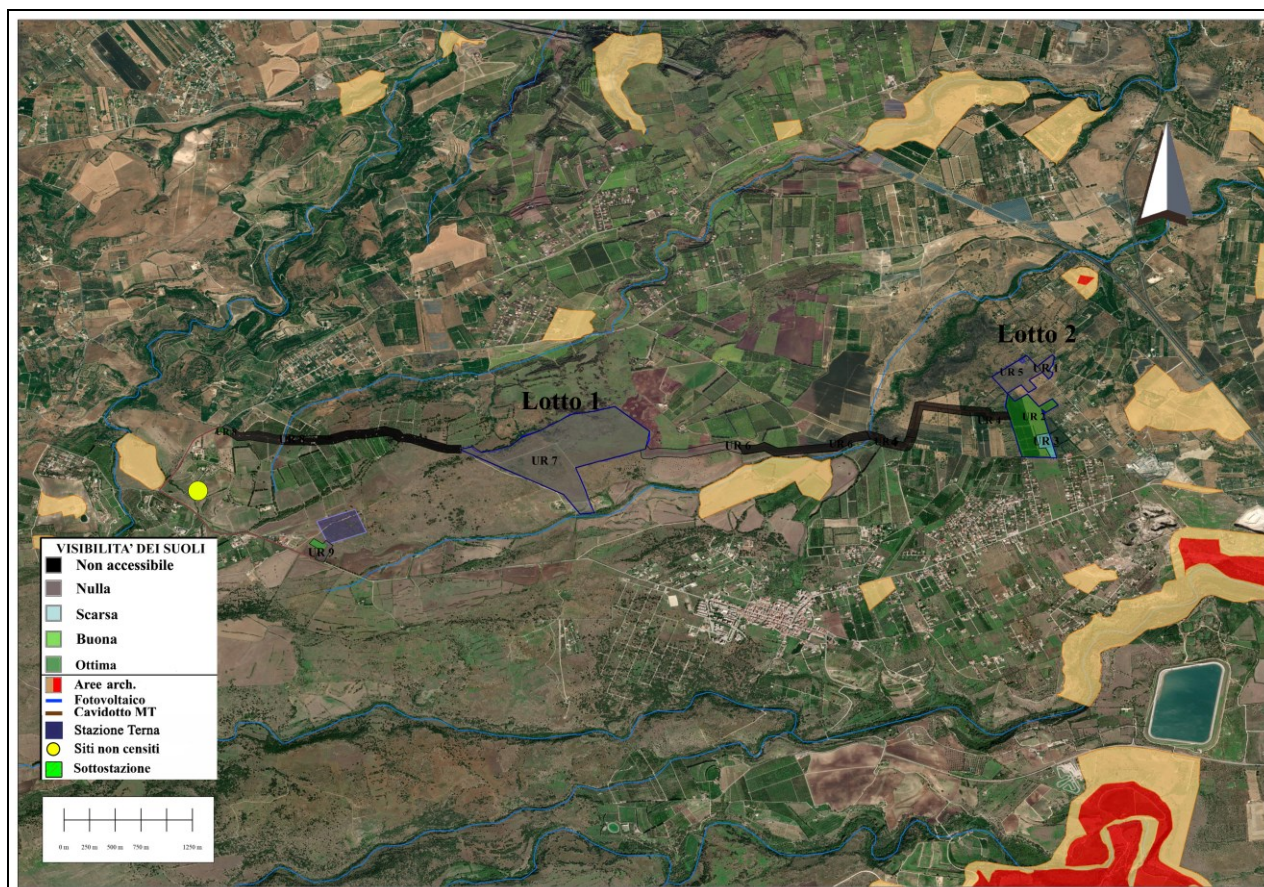 Lotto 2
UR 5
UR 1
Lotto 1
UR 2
UR 3
UR 6
UR 6
UR 7
UR 9
VISIBILITA' DEI SUOLI
Non accessibile
Nulla
Scarsa
Buona
Ottima
Aree arch.
Fotovoltaico
Cavidotto MT
Stazione Terna
Siti non censiti
Sottostazione
0 m 250 m 500 m 750 m 1250 m